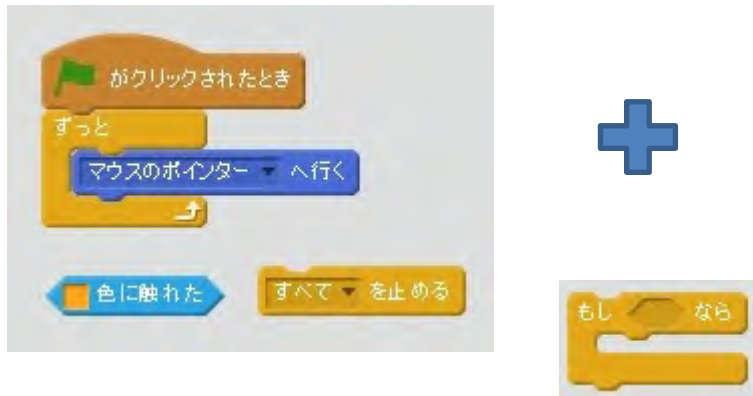 がクリックされたとき
ずっと
マウスのポインター へ行く
色に触れた
すべて を止める
もし なら